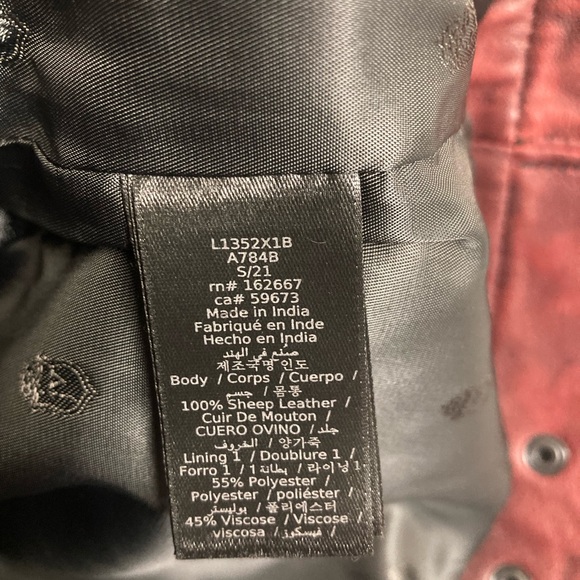 L1352X1B
A784B
S/21
rn# 162667
ca# 59673
Made in India
Fabriqué en Inde
Hecho en India
صنع في الهند
제조국명 인도
Body / Corps / Cuerpo /
جسم / 몸통
100% Sheep Leather /
Cuir De Mouton /
CUERO OVINO / جلد
الخروف / 양가죽
Lining 1 / Doublure 1 /
Forro 1 / بطانة 1 / 라이닝 1
55% Polyester /
Polyester / poliéster /
بوليستر / 폴리에스터
45% Viscose / Viscose /
viscosa / فيسكوز /